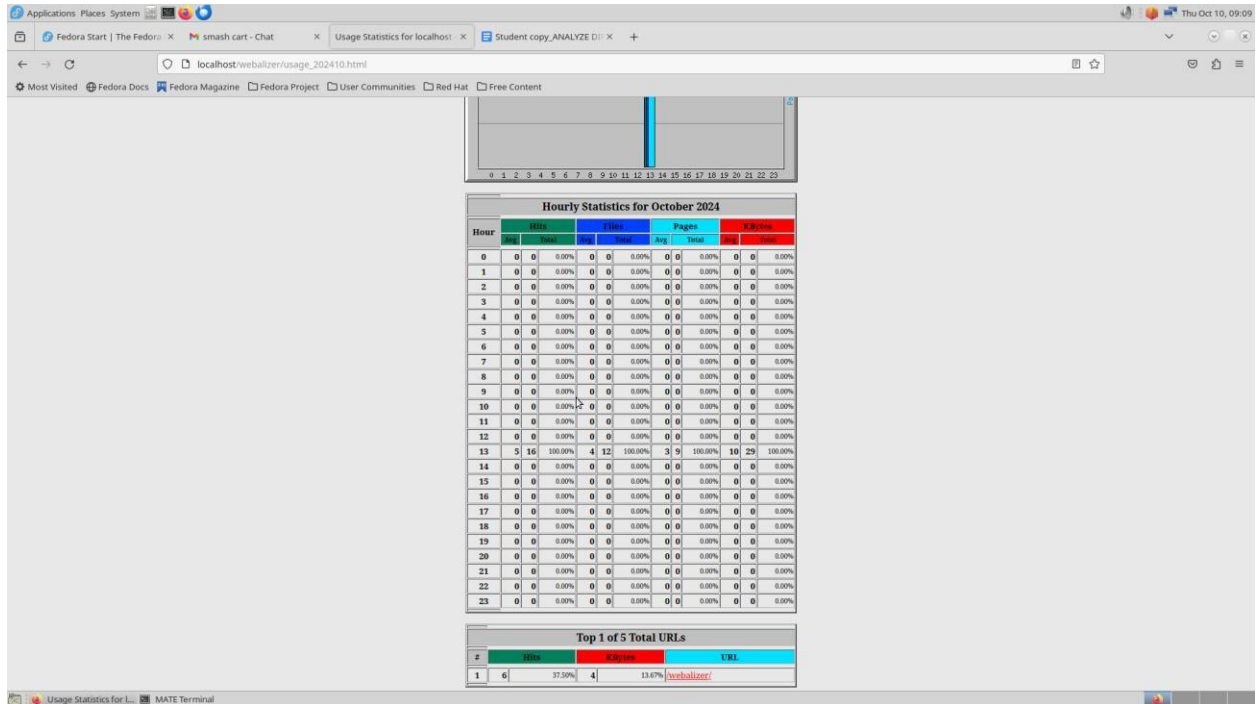 Applications Places System Thu Oct 10, 09:09
Fedora Start | The Fedora × smash cart - Chat × Usage Statistics for localhost - × Student copy_ANALYZE DI × +
localhost/webalizer/usage_202410.html
Most Visited Fedora Docs Fedora Magazine Fedora Project User Communities Red Hat Free Content
0 1 2 3 4 5 6 7 8 9 10 11 12 13 14 15 16 17 18 19 20 21 22 23
Hourly Statistics for October 2024
Hour Hits Files Pages KBytes
Avg Total Avg Total Avg Total Avg Total
0 0 0 0.00% 0 0 0.00% 0 0 0.00% 0 0 0.00%
1 0 0 0.00% 0 0 0.00% 0 0 0.00% 0 0 0.00%
2 0 0 0.00% 0 0 0.00% 0 0 0.00% 0 0 0.00%
3 0 0 0.00% 0 0 0.00% 0 0 0.00% 0 0 0.00%
4 0 0 0.00% 0 0 0.00% 0 0 0.00% 0 0 0.00%
5 0 0 0.00% 0 0 0.00% 0 0 0.00% 0 0 0.00%
6 0 0 0.00% 0 0 0.00% 0 0 0.00% 0 0 0.00%
7 0 0 0.00% 0 0 0.00% 0 0 0.00% 0 0 0.00%
8 0 0 0.00% 0 0 0.00% 0 0 0.00% 0 0 0.00%
9 0 0 0.00% 0 0 0.00% 0 0 0.00% 0 0 0.00%
10 0 0 0.00% 0 0 0.00% 0 0 0.00% 0 0 0.00%
11 0 0 0.00% 0 0 0.00% 0 0 0.00% 0 0 0.00%
12 0 0 0.00% 0 0 0.00% 0 0 0.00% 0 0 0.00%
13 5 16 100.00% 4 12 100.00% 3 9 100.00% 10 29 100.00%
14 0 0 0.00% 0 0 0.00% 0 0 0.00% 0 0 0.00%
15 0 0 0.00% 0 0 0.00% 0 0 0.00% 0 0 0.00%
16 0 0 0.00% 0 0 0.00% 0 0 0.00% 0 0 0.00%
17 0 0 0.00% 0 0 0.00% 0 0 0.00% 0 0 0.00%
18 0 0 0.00% 0 0 0.00% 0 0 0.00% 0 0 0.00%
19 0 0 0.00% 0 0 0.00% 0 0 0.00% 0 0 0.00%
20 0 0 0.00% 0 0 0.00% 0 0 0.00% 0 0 0.00%
21 0 0 0.00% 0 0 0.00% 0 0 0.00% 0 0 0.00%
22 0 0 0.00% 0 0 0.00% 0 0 0.00% 0 0 0.00%
23 0 0 0.00% 0 0 0.00% 0 0 0.00% 0 0 0.00%
Top 1 of 5 Total URLs
# Hits KBytes URL
1 6 37.50% 4 13.67% /webalizer/
Usage Statistics for l... MATE Terminal